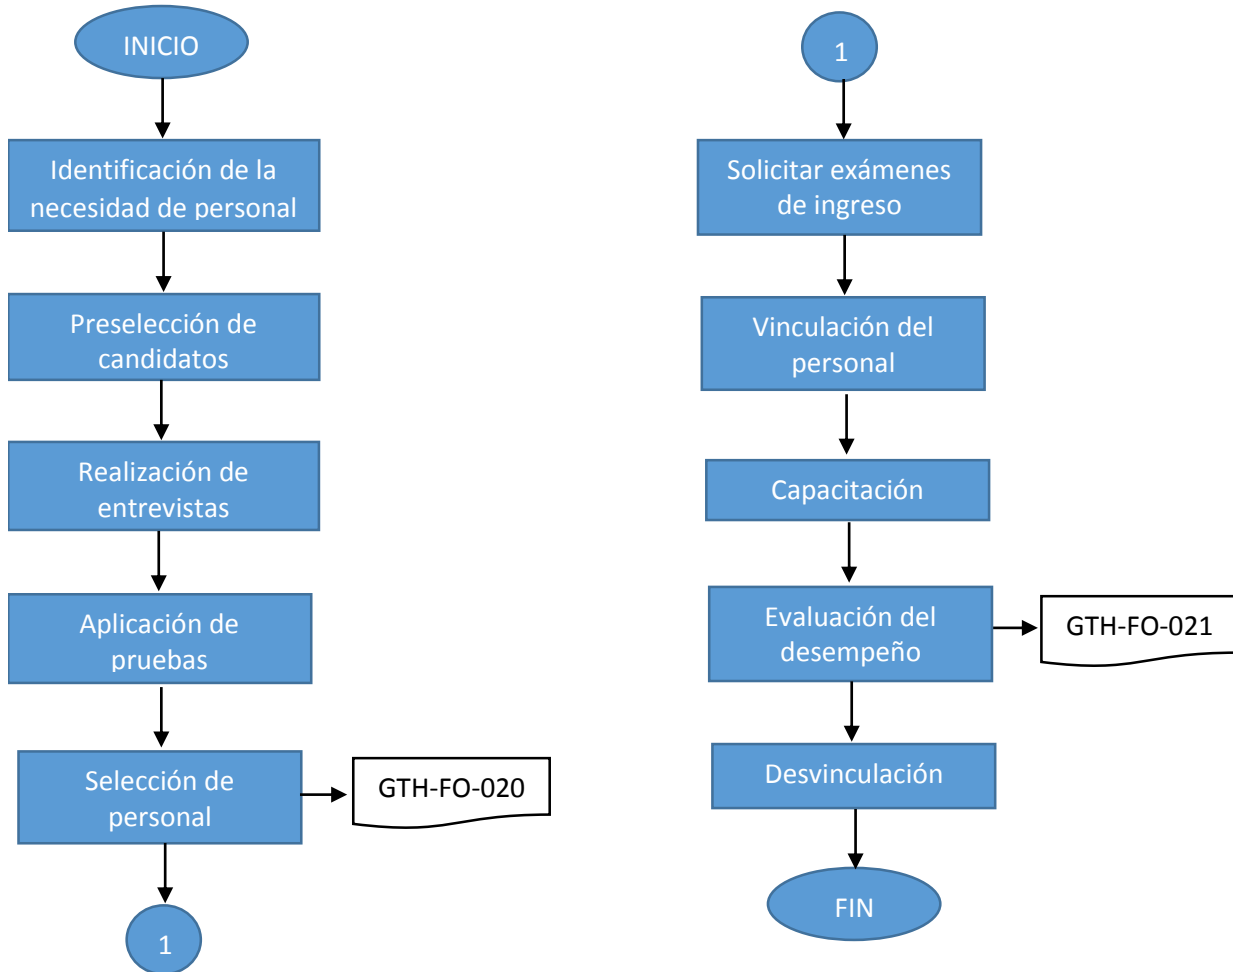 INICIO
Identificación de la
necesidad de personal
Preselección de
candidatos
Realización de
entrevistas
Aplicación de
pruebas
Selección de
personal
GTH-FO-020
1
1
Solicitar exámenes
de ingreso
Vinculación del
personal
Capacitación
Evaluación del
desempeño
GTH-FO-021
Desvinculación
FIN